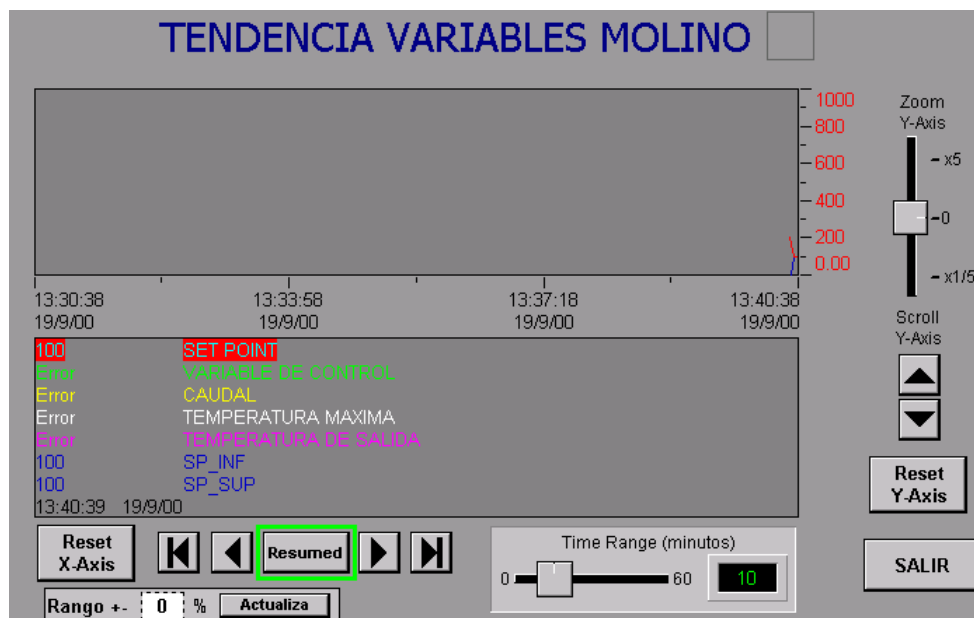 TENDENCIA VARIABLES MOLINO
1000
800
600
400
200
0.00
13:30:38 13:33:58 13:37:18 13:40:38
19/9/00 19/9/00 19/9/00 19/9/00
Zoom
Y-Axis
x5
0
x1/5
Scroll
Y-Axis
Reset
Y-Axis
SALIR
100 SET POINT
Error VARIABLE DE CONTROL
Error CAUDAL
Error TEMPERATURA MAXIMA
Error TEMPERATURA DE SALIDA
100 SP_INF
100 SP_SUP
13:40:39 19/9/00
Reset
X-Axis
Resumed
Time Range (minutos)
0 60 10
Rango +- 0 % Actualiza